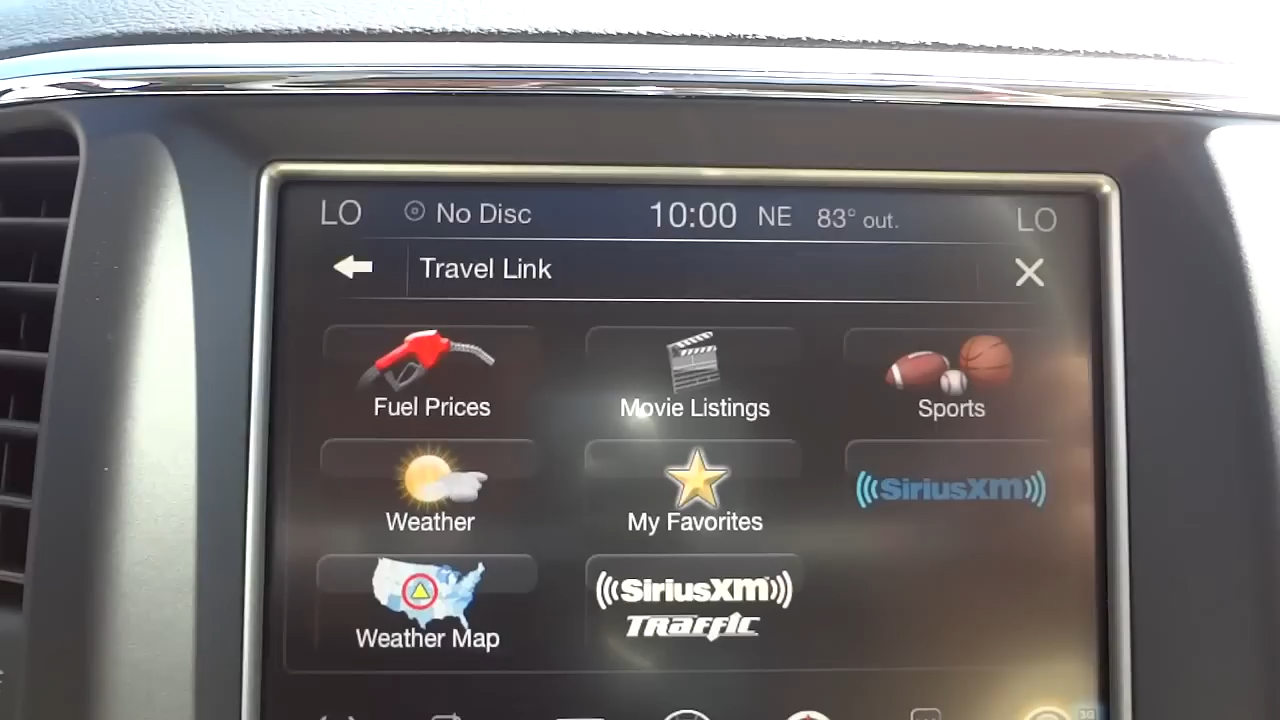 LO No Disc 10:00 NE 83° out. LO
Travel Link
Fuel Prices
Movie Listings
Sports
Weather
My Favorites
SiriusXM
Weather Map
SiriusXM
TRAFFIC